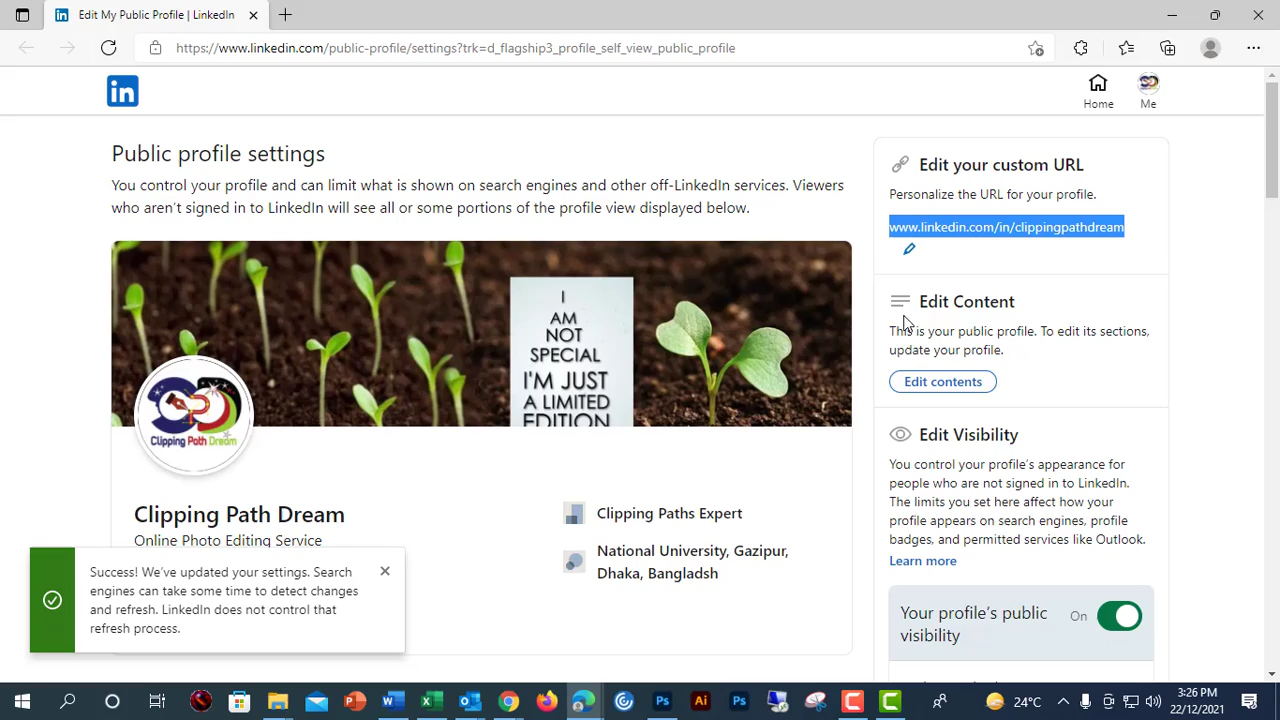 Edit My Public Profile | LinkedIn
https://www.linkedin.com/public-profile/settings?trk=d_flagship3_profile_self_view_public_profile
in
Home
Me
Public profile settings
You control your profile and can limit what is shown on search engines and other off-LinkedIn services. Viewers
who aren't signed in to LinkedIn will see all or some portions of the profile view displayed below.
I
AM
NOT
SPECIAL
I'M JUST
A LIMITED
EDITION
Clipping Path Dream
Clipping Path Dream
Online Photo Editing Service
Clipping Paths Expert
National University, Gazipur,
Dhaka, Bangladsh
Success! We've updated your settings. Search
engines can take some time to detect changes
and refresh. LinkedIn does not control that
refresh process.
Edit your custom URL
Personalize the URL for your profile.
www.linkedin.com/in/clippingpathdream
Edit Content
This is your public profile. To edit its sections,
update your profile.
Edit contents
Edit Visibility
You control your profile's appearance for
people who are not signed in to LinkedIn.
The limits you set here affect how your
profile appears on search engines, profile
badges, and permitted services like Outlook.
Learn more
Your profile's public
visibility
On
24°C
3:26 PM
22/12/2021